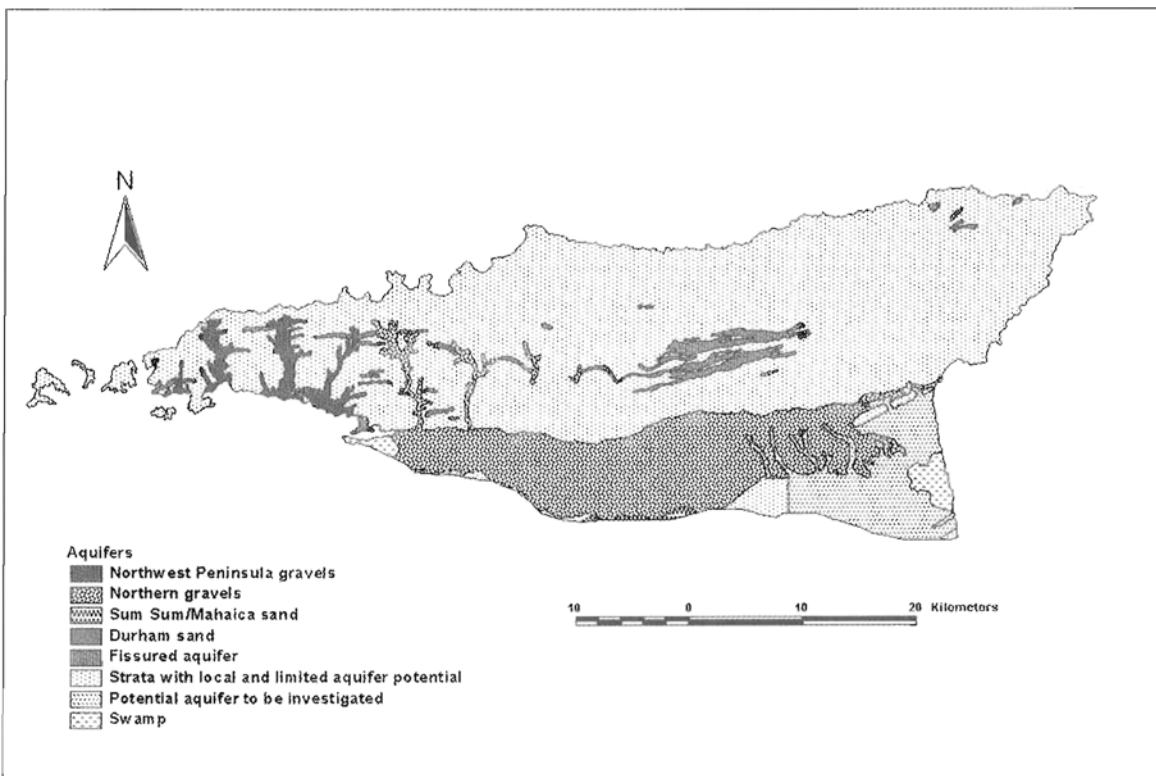 N
Aquifers
Northwest Peninsula gravels
Northern gravels
Sum Sum/Mahaica sand
Durham sand
Fissured aquifer
Strata with local and limited aquifer potential
Potential aquifer to be investigated
Swamp
10 0 10 20 Kilometers